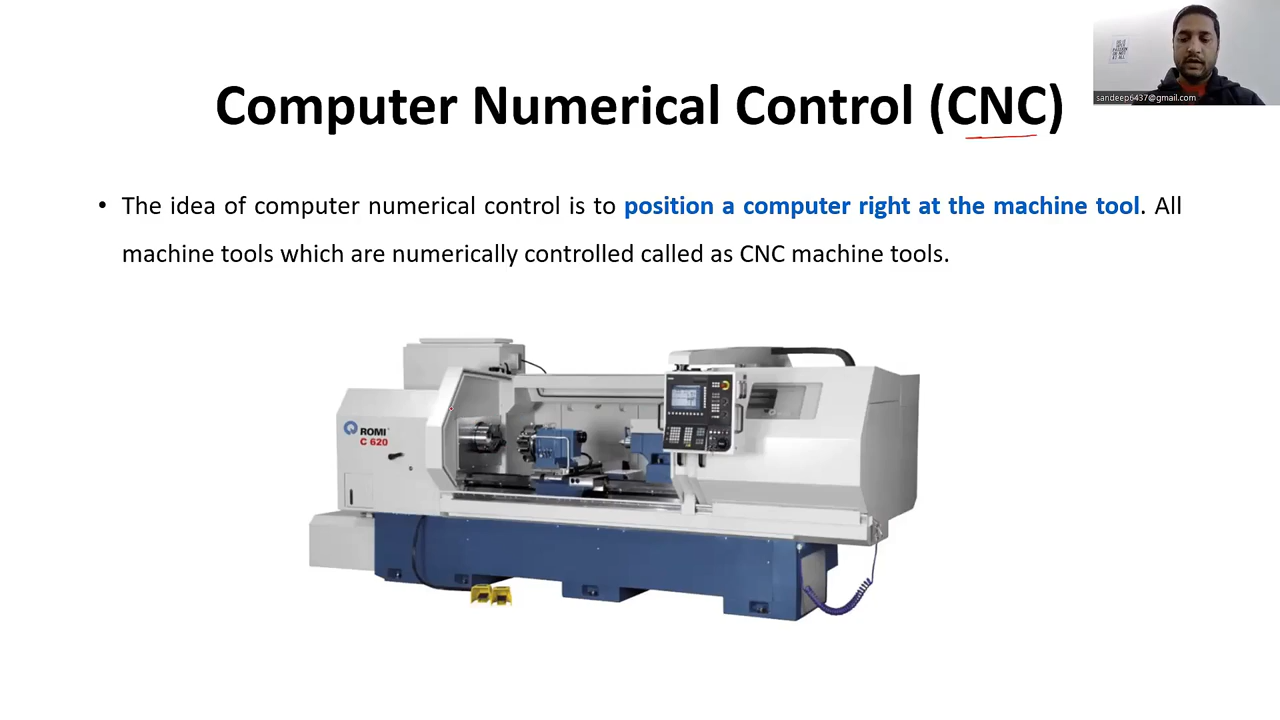 Computer Numerical Control (CNC)
sandeep6437@gmail.com
• The idea of computer numerical control is to position a computer right at the machine tool. All
machine tools which are numerically controlled called as CNC machine tools.
ROMI
C 620